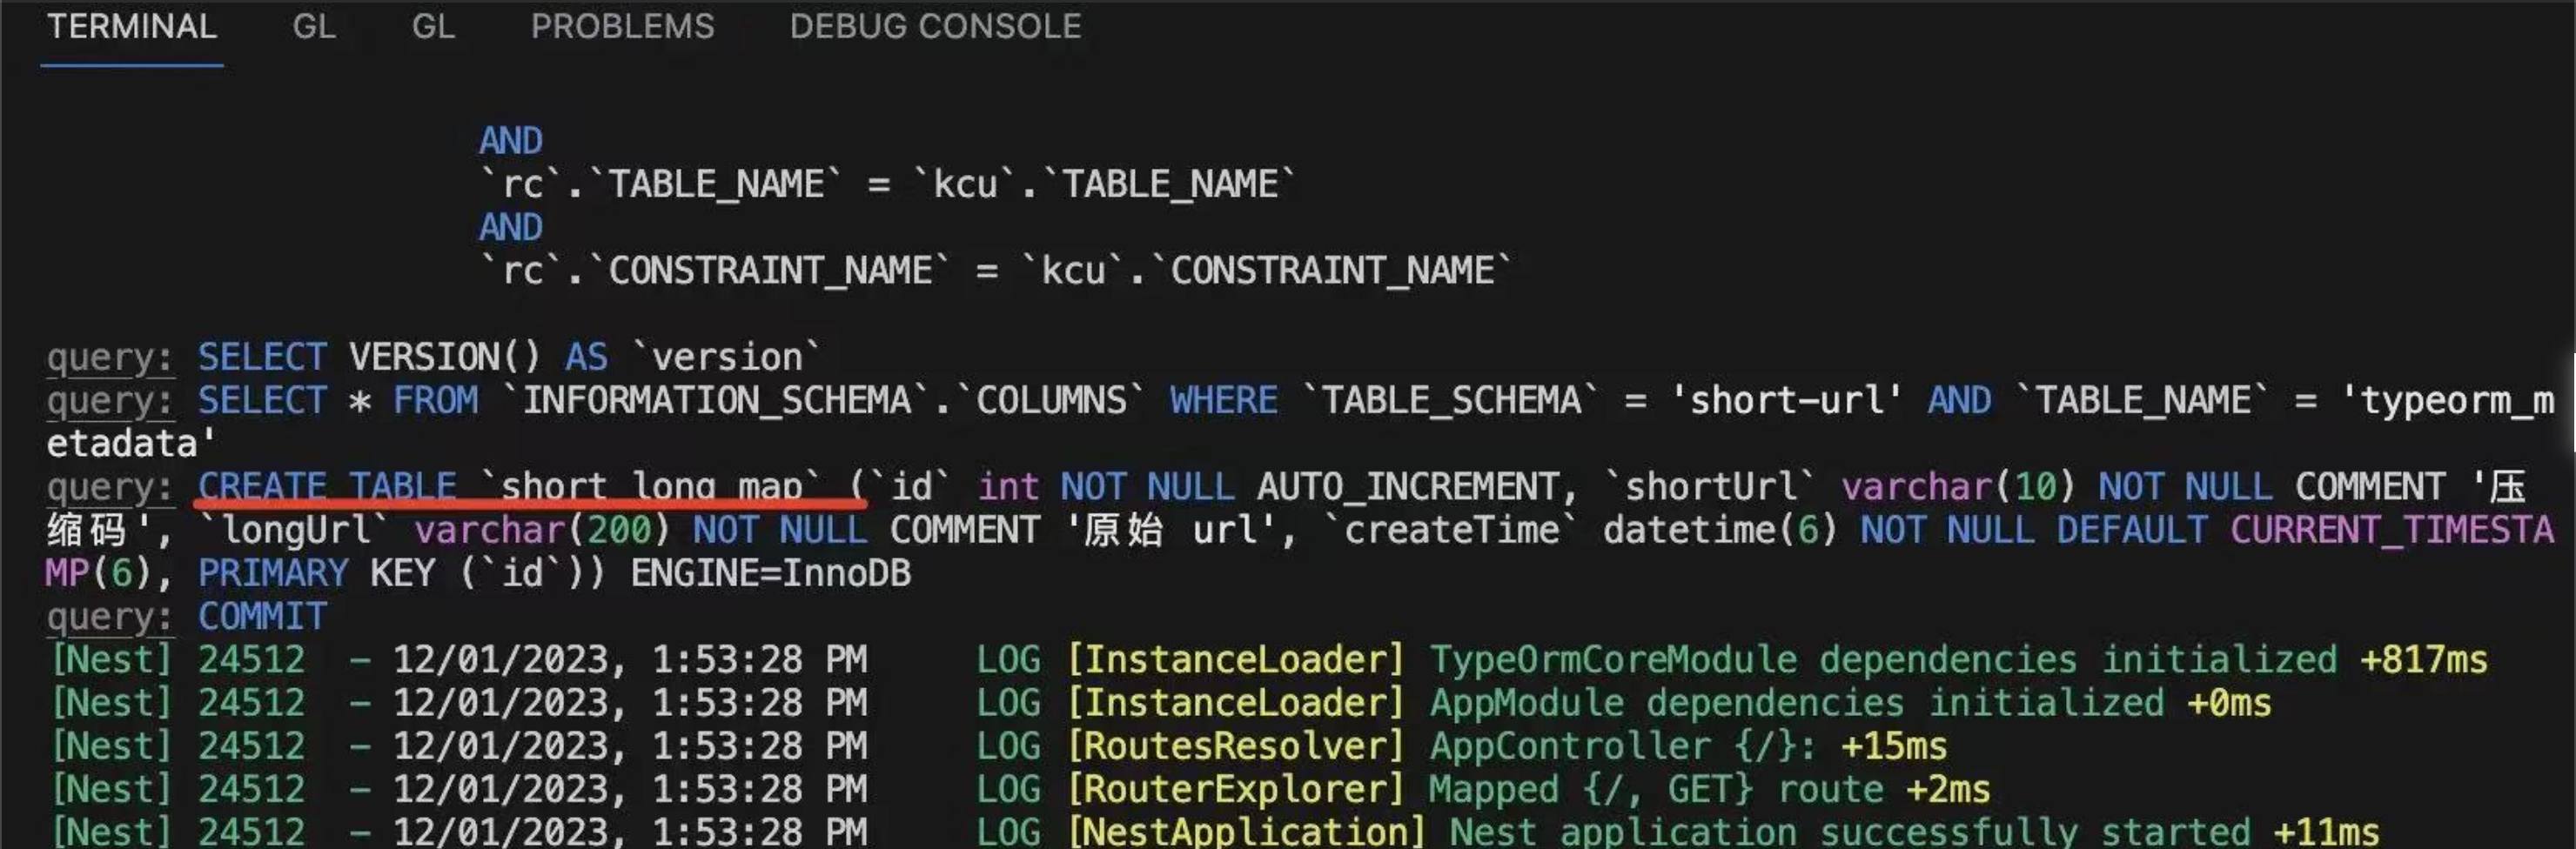 TERMINAL GL GL PROBLEMS DEBUG CONSOLE
AND
`rc`.`TABLE_NAME` = `kcu`.`TABLE_NAME`
AND
`rc`.`CONSTRAINT_NAME` = `kcu`.`CONSTRAINT_NAME`
query: SELECT VERSION() AS `version`
query: SELECT * FROM `INFORMATION_SCHEMA`.`COLUMNS` WHERE `TABLE_SCHEMA` = 'short-url' AND `TABLE_NAME` = 'typeorm_m
etadata'
query: CREATE TABLE `short_long_map` (`id` int NOT NULL AUTO_INCREMENT, `shortUrl` varchar(10) NOT NULL COMMENT '压
缩码', `longUrl` varchar(200) NOT NULL COMMENT '原始 url', `createTime` datetime(6) NOT NULL DEFAULT CURRENT_TIMESTA
MP(6), PRIMARY KEY (`id`)) ENGINE=InnoDB
query: COMMIT
[Nest] 24512 - 12/01/2023, 1:53:28 PM LOG [InstanceLoader] TypeOrmCoreModule dependencies initialized +817ms
[Nest] 24512 - 12/01/2023, 1:53:28 PM LOG [InstanceLoader] AppModule dependencies initialized +0ms
[Nest] 24512 - 12/01/2023, 1:53:28 PM LOG [RoutesResolver] AppController {/}: +15ms
[Nest] 24512 - 12/01/2023, 1:53:28 PM LOG [RouterExplorer] Mapped {/, GET} route +2ms
[Nest] 24512 - 12/01/2023, 1:53:28 PM LOG [NestApplication] Nest application successfully started +11ms